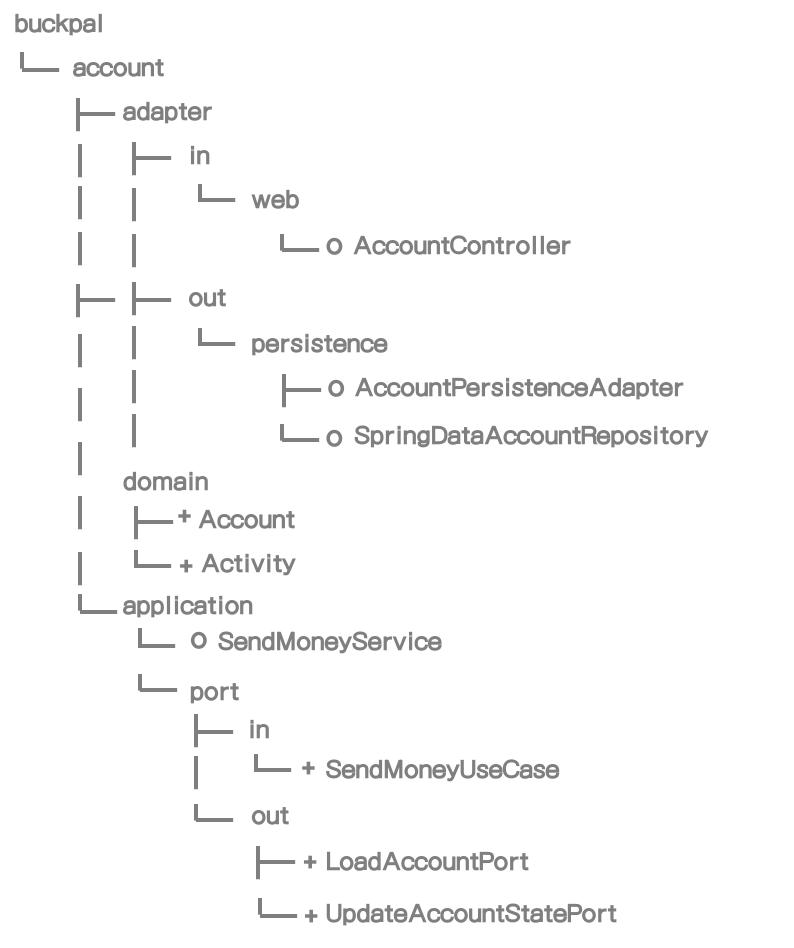 buckpal
account
adapter
in
web
o AccountController
out
persistence
o AccountPersistenceAdapter
o SpringDataAccountRepository
domain
+ Account
+ Activity
application
o SendMoneyService
port
in
+ SendMoneyUseCase
out
+ LoadAccountPort
+ UpdateAccountStatePort